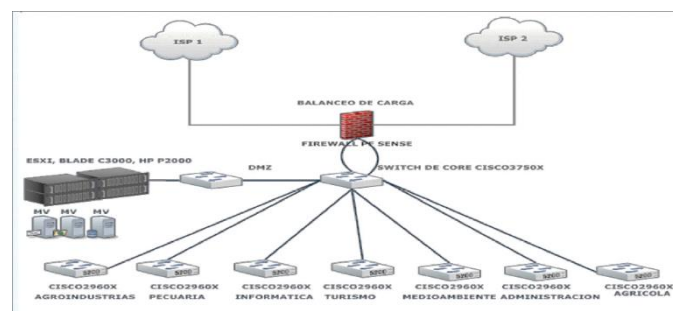 ISP 1
ISP 2
BALANCEO DE CARGA
FIREWALL PF SENSE
ESXI, BLADE C3000, HP P2000
DMZ
SWITCH DE CORE CISCO3750X
MV MV MV
CISCO2960X CISCO2960X CISCO2960X CISCO2960X CISCO2960X CISCO2960X CISCO2960X
AGROINDUSTRIAS PECUARIA INFORMATICA TURISMO MEDIOAMBIENTE ADMINISTRACION AGRICOLA